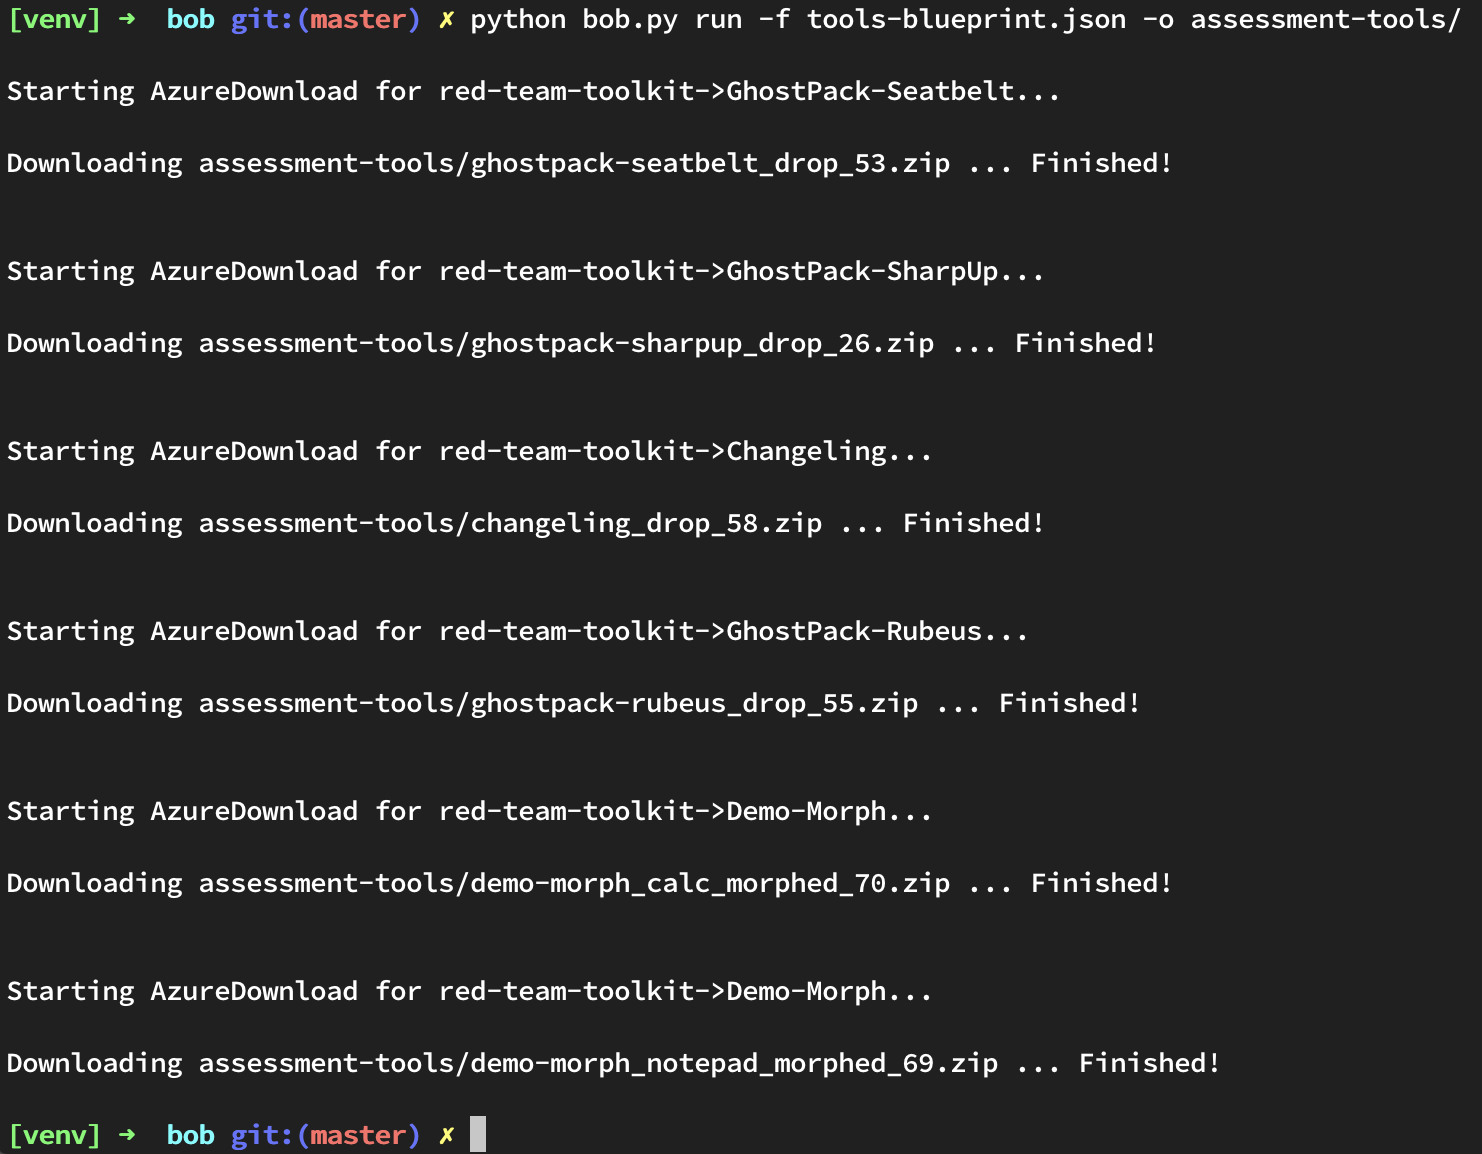 [venv] ➜  bob git:(master) ✗ python bob.py run -f tools-blueprint.json -o assessment-tools/
Starting AzureDownload for red-team-toolkit->GhostPack-Seatbelt...
Downloading assessment-tools/ghostpack-seatbelt_drop_53.zip ... Finished!
Starting AzureDownload for red-team-toolkit->GhostPack-SharpUp...
Downloading assessment-tools/ghostpack-sharpup_drop_26.zip ... Finished!
Starting AzureDownload for red-team-toolkit->Changeling...
Downloading assessment-tools/changeling_drop_58.zip ... Finished!
Starting AzureDownload for red-team-toolkit->GhostPack-Rubeus...
Downloading assessment-tools/ghostpack-rubeus_drop_55.zip ... Finished!
Starting AzureDownload for red-team-toolkit->Demo-Morph...
Downloading assessment-tools/demo-morph_calc_morphed_70.zip ... Finished!
Starting AzureDownload for red-team-toolkit->Demo-Morph...
Downloading assessment-tools/demo-morph_notepad_morphed_69.zip ... Finished!
[venv] ➜  bob git:(master) ✗